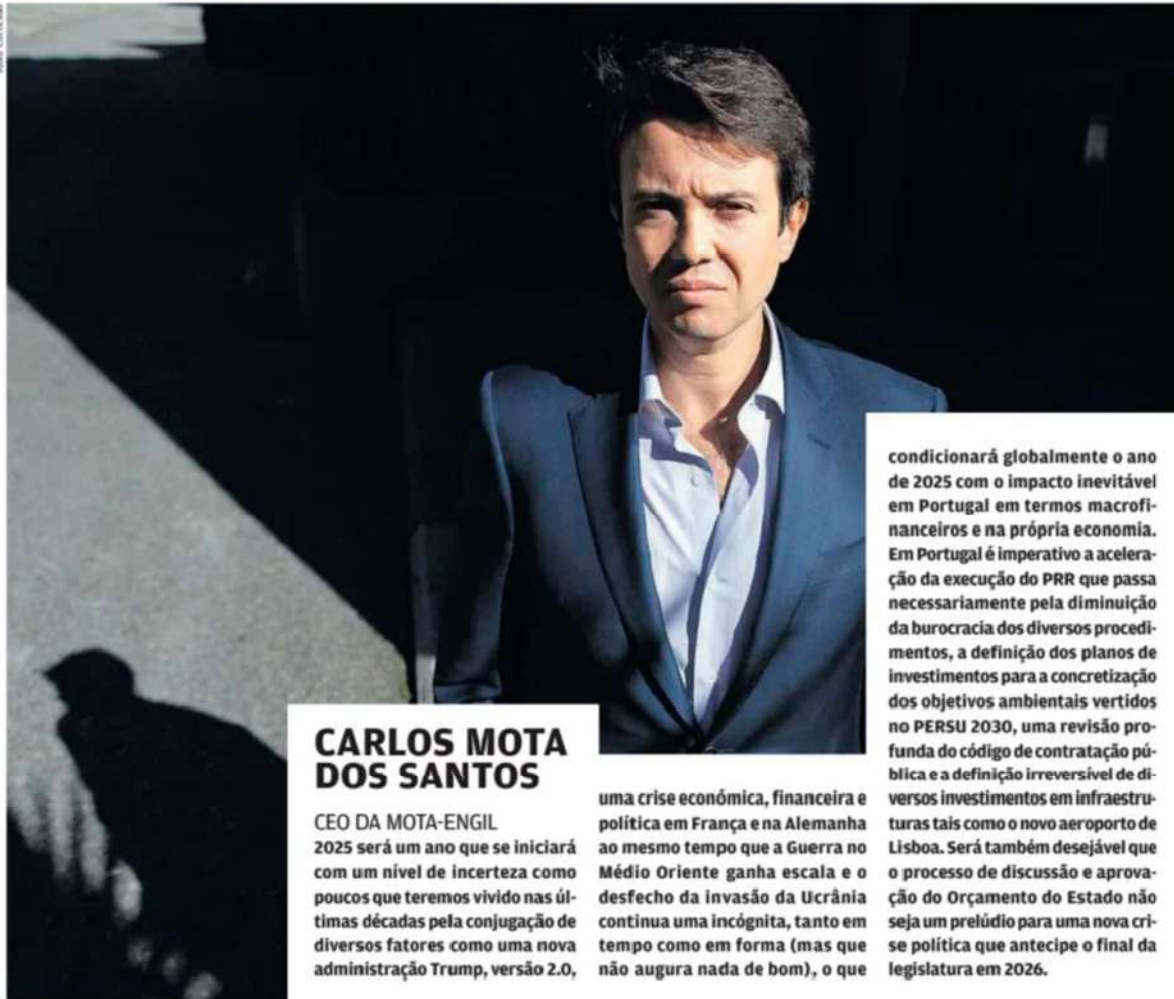 CARLOS MOTA
DOS SANTOS
CEO DA MOTA-ENGIL
2025 será um ano que se iniciará
com um nível de incerteza como
poucos que teremos vivido nas úl-
timas décadas pela conjugação de
diversos fatores como uma nova
administração Trump, versão 2.0,
uma crise económica, financeira e
política em França e na Alemanha
ao mesmo tempo que a Guerra no
Médio Oriente ganha escala e o
desfecho da invasão da Ucrânia
continua uma incógnita, tanto em
tempo como em forma (mas que
não augura nada de bom), o que
condicionará globalmente o ano
de 2025 com o impacto inevitável
em Portugal em termos macrofi-
nanceiros e na própria economia.
Em Portugal é imperativo a acelera-
ção da execução do PRR que passa
necessariamente pela diminuição
da burocracia dos diversos procedi-
mentos, a definição dos planos de
investimentos para a concretização
dos objetivos ambientais vertidos
no PERSU 2030, uma revisão pro-
funda do código de contratação pú-
blica e a definição irreversível de di-
versos investimentos em infraestru-
turas tais como o novo aeroporto de
Lisboa. Será também desejável que
o processo de discussão e aprova-
ção do Orçamento do Estado não
seja um prelúdio para uma nova cri-
se política que antecipe o final da
legislatura em 2026.